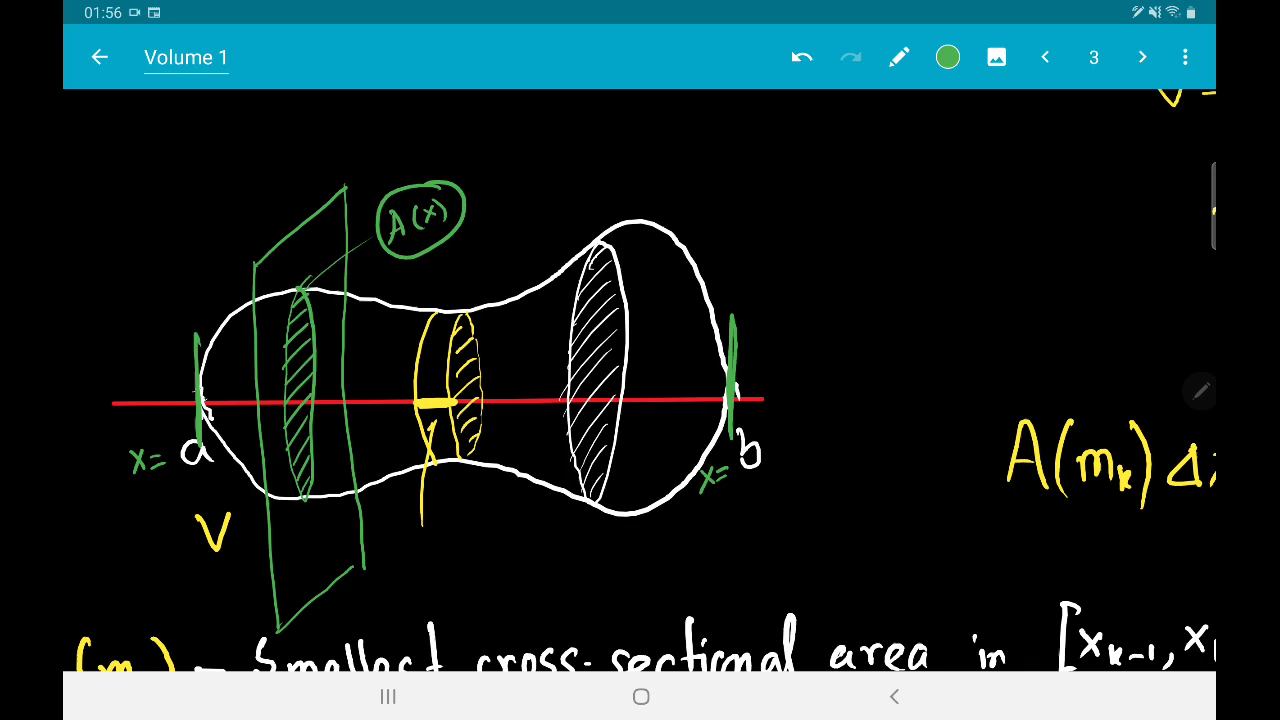 01:56
Volume 1
3
V =
A(x)
x= a
x= b
V
A(mₖ) Δ
(m) - Smallest cross-sectional area in [xₖ₋₁, x